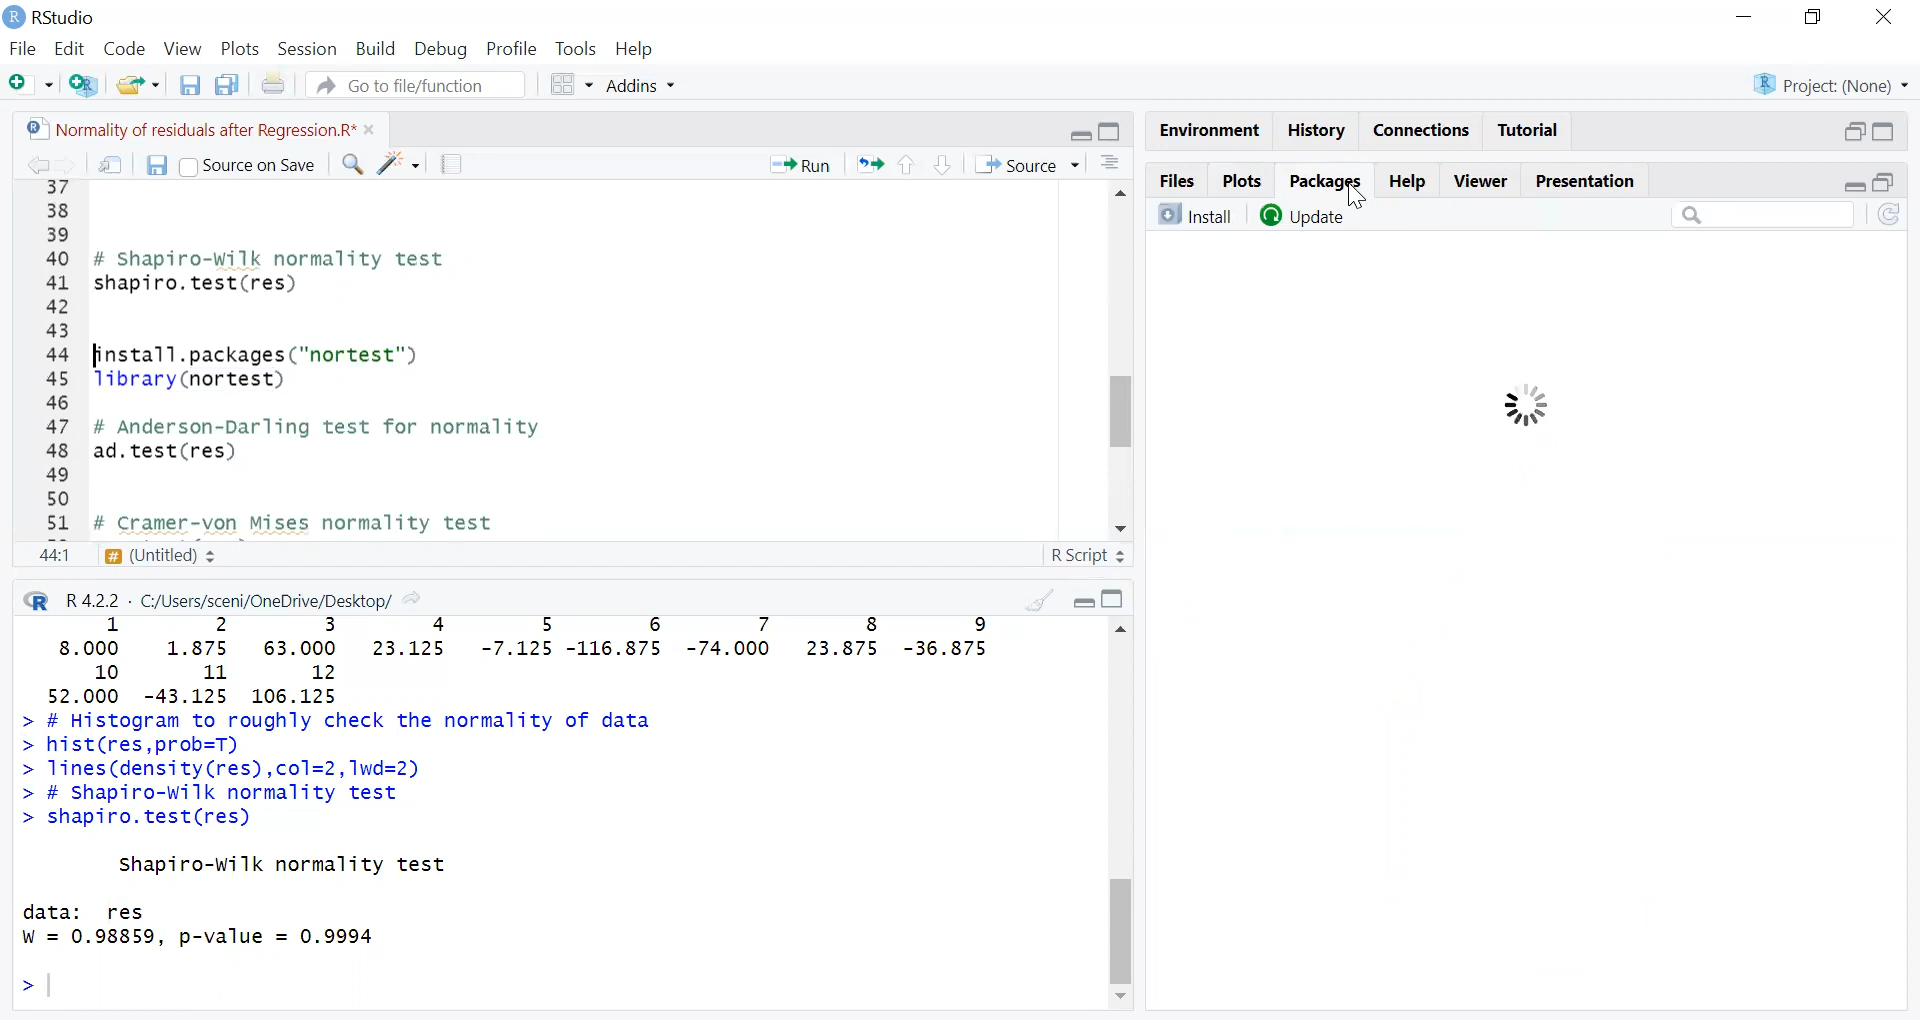 RStudio
File Edit Code View Plots Session Build Debug Profile Tools Help
Go to file/function Addins Project: (None)
Normality of residuals after Regression.R*
Source on Save Run Source
37
38
39
40 # Shapiro-Wilk normality test
41 shapiro.test(res)
42
43
44 install.packages("nortest")
45 library(nortest)
46
47 # Anderson-Darling test for normality
48 ad.test(res)
49
50
51 # Cramer-von Mises normality test
44:1 # (Untitled) R Script
R 4.2.2 · C:/Users/sceni/OneDrive/Desktop/
1 2 3 4 5 6 7 8 9
8.000 1.875 63.000 23.125 -7.125 -116.875 -74.000 23.875 -36.875
10 11 12
52.000 -43.125 106.125
> # Histogram to roughly check the normality of data
> hist(res,prob=T)
> lines(density(res),col=2,lwd=2)
> # Shapiro-Wilk normality test
> shapiro.test(res)
Shapiro-Wilk normality test
data: res
W = 0.98859, p-value = 0.9994
>
Environment History Connections Tutorial
Files Plots Packages Help Viewer Presentation
Install Update